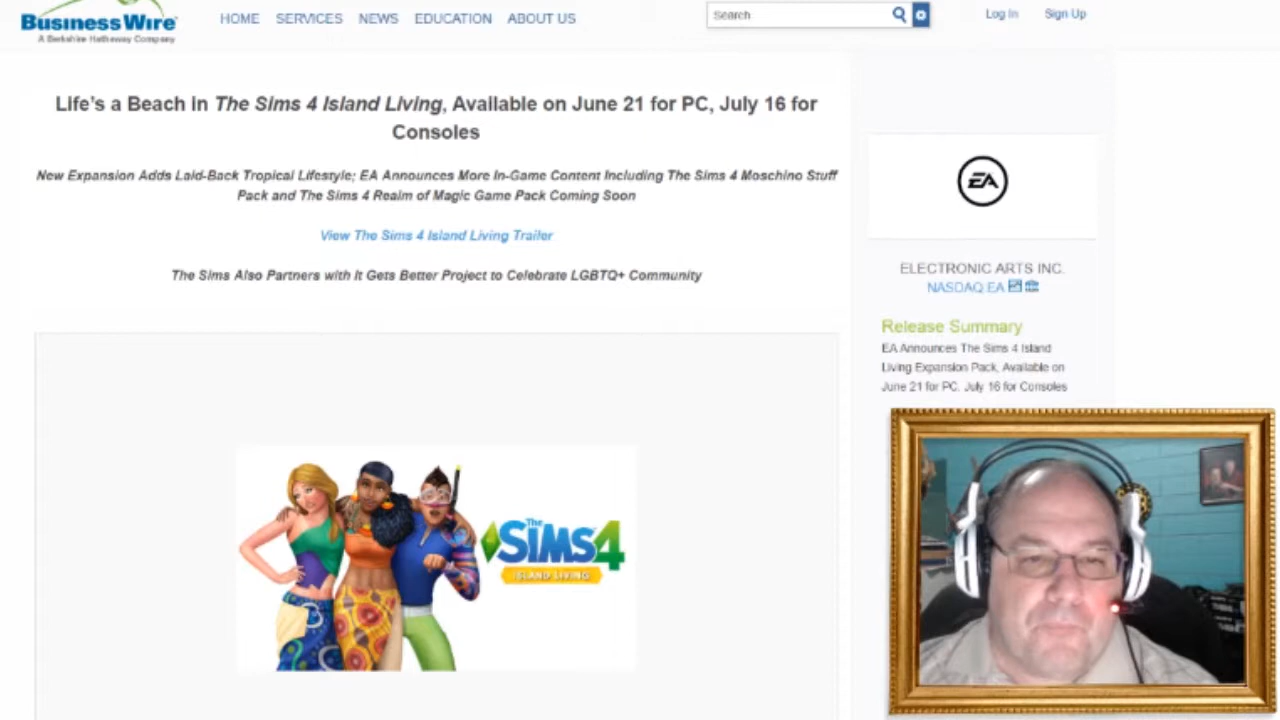 BusinessWire
A Berkshire Hathaway Company
HOME SERVICES NEWS EDUCATION ABOUT US
Search
Log In Sign Up
Life's a Beach in The Sims 4 Island Living, Available on June 21 for PC, July 16 for
Consoles
New Expansion Adds Laid-Back Tropical Lifestyle; EA Announces More In-Game Content Including The Sims 4 Moschino Stuff
Pack and The Sims 4 Realm of Magic Game Pack Coming Soon
View The Sims 4 Island Living Trailer
The Sims Also Partners with It Gets Better Project to Celebrate LGBTQ+ Community
EA
ELECTRONIC ARTS INC.
NASDAQ:EA
Release Summary
EA Announces The Sims 4 Island
Living Expansion Pack, Available on
June 21 for PC. July 16 for Consoles
The SIMS 4
ISLAND LIVING